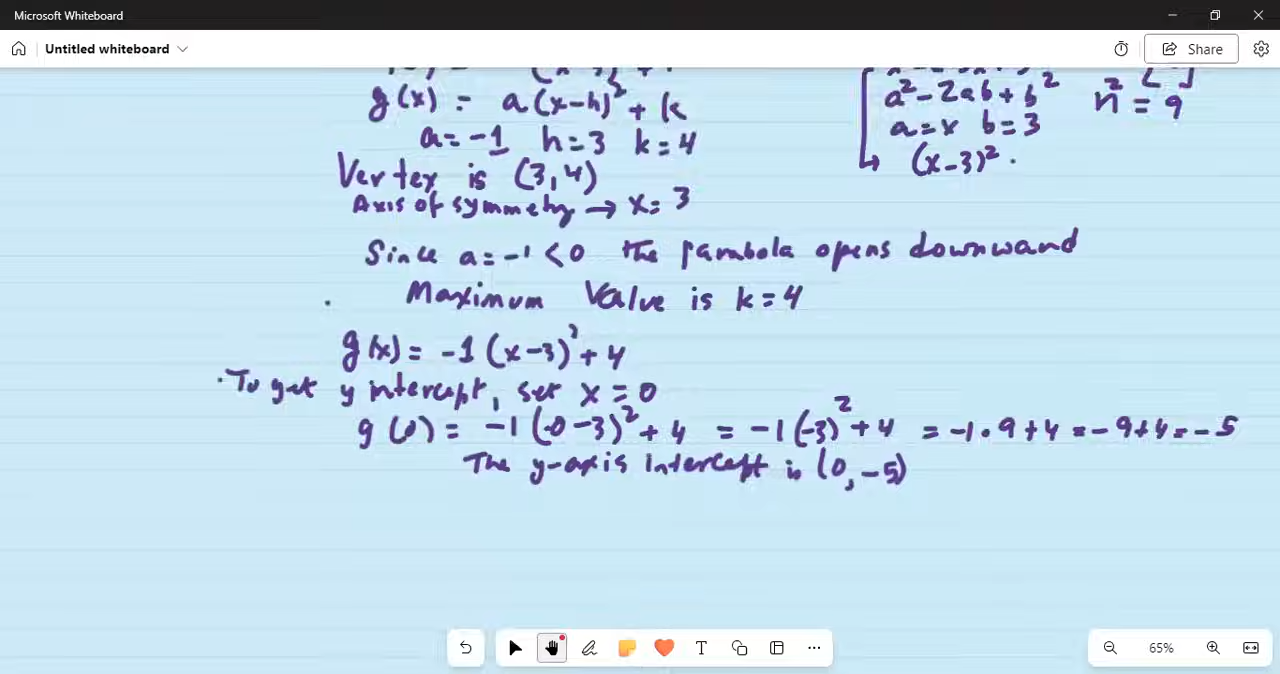 Microsoft Whiteboard
Untitled whiteboard
Share
g(x) = a(x-h)² + k
a = -1 h = 3 k = 4
Vertex is (3,4)
Axis of symmetry → x = 3
Since a = -1 < 0 the parabola opens downward
Maximum Value is k = 4
g(x) = -1(x-3)² + 4
To get y intercept, set x = 0
g(0) = -1(0-3)² + 4 = -1(-3)² + 4 = -1 • 9 + 4 = -9 + 4 = -5
The y-axis intercept is (0, -5)
a² - 2ab + b²
n² = 9
a = x b = 3
(x-3)²
65%